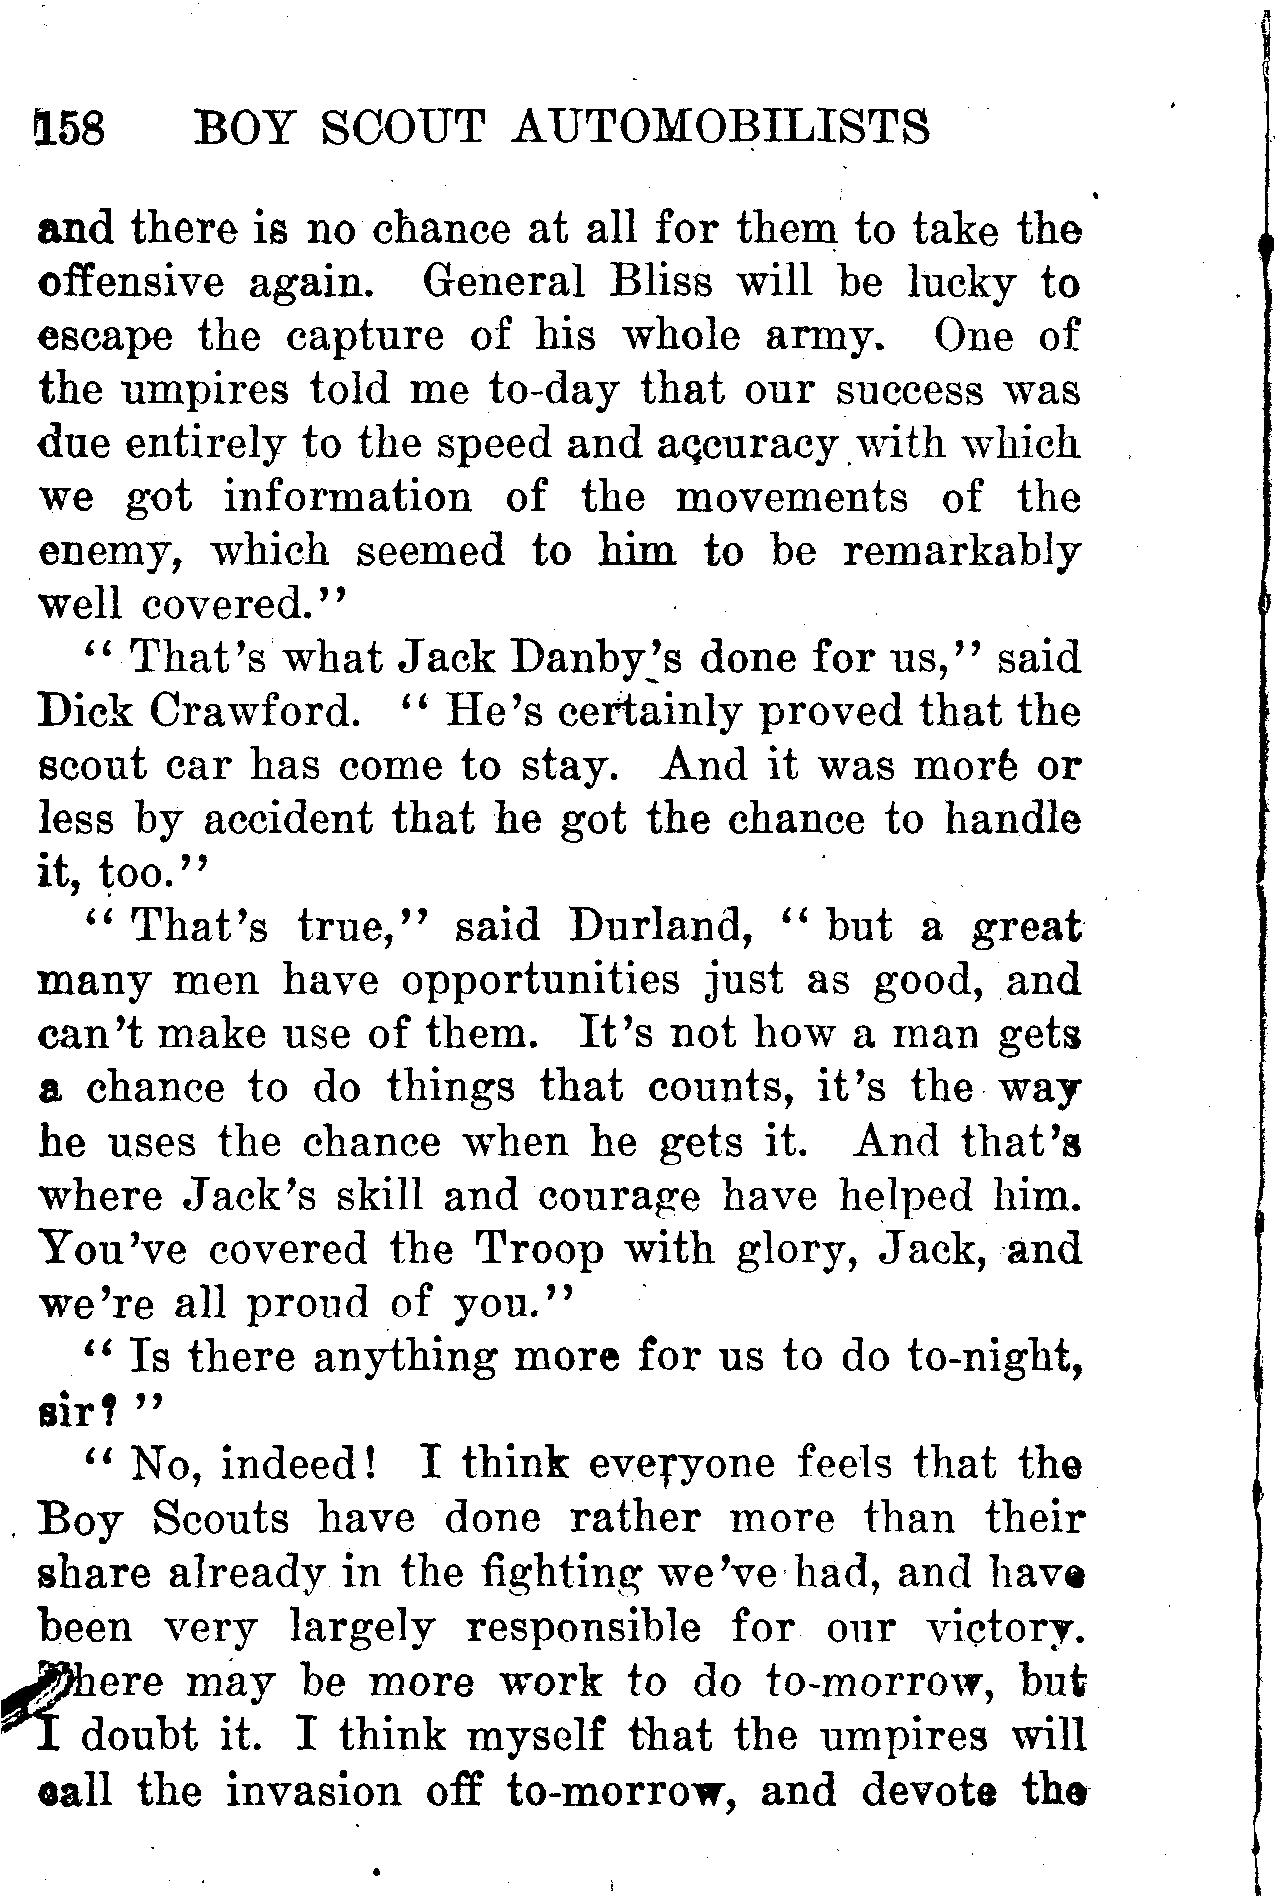 158 BOY SCOUT AUTOMOBILISTS
and there is no chance at all for them to take the
offensive again. General Bliss will be lucky to
escape the capture of his whole army. One of
the umpires told me to-day that our success was
due entirely to the speed and accuracy with which
we got information of the movements of the
enemy, which seemed to him to be remarkably
well covered."
"That's what Jack Danby's done for us," said
Dick Crawford. "He's certainly proved that the
scout car has come to stay. And it was more or
less by accident that he got the chance to handle
it, too."
"That's true," said Durland, "but a great
many men have opportunities just as good, and
can't make use of them. It's not how a man gets
a chance to do things that counts, it's the way
he uses the chance when he gets it. And that's
where Jack's skill and courage have helped him.
You've covered the Troop with glory, Jack, and
we're all proud of you."
"Is there anything more for us to do to-night,
sir?"
"No, indeed! I think everyone feels that the
Boy Scouts have done rather more than their
share already in the fighting we've had, and have
been very largely responsible for our victory.
There may be more work to do to-morrow, but
I doubt it. I think myself that the umpires will
call the invasion off to-morrow, and devote the